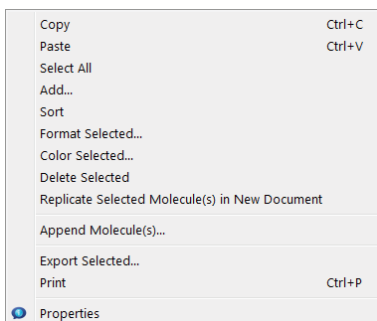 Copy Ctrl+C
Paste Ctrl+V
Select All
Add...
Sort
Format Selected...
Color Selected...
Delete Selected
Replicate Selected Molecule(s) in New Document
Append Molecule(s)...
Export Selected...
Print Ctrl+P
Properties